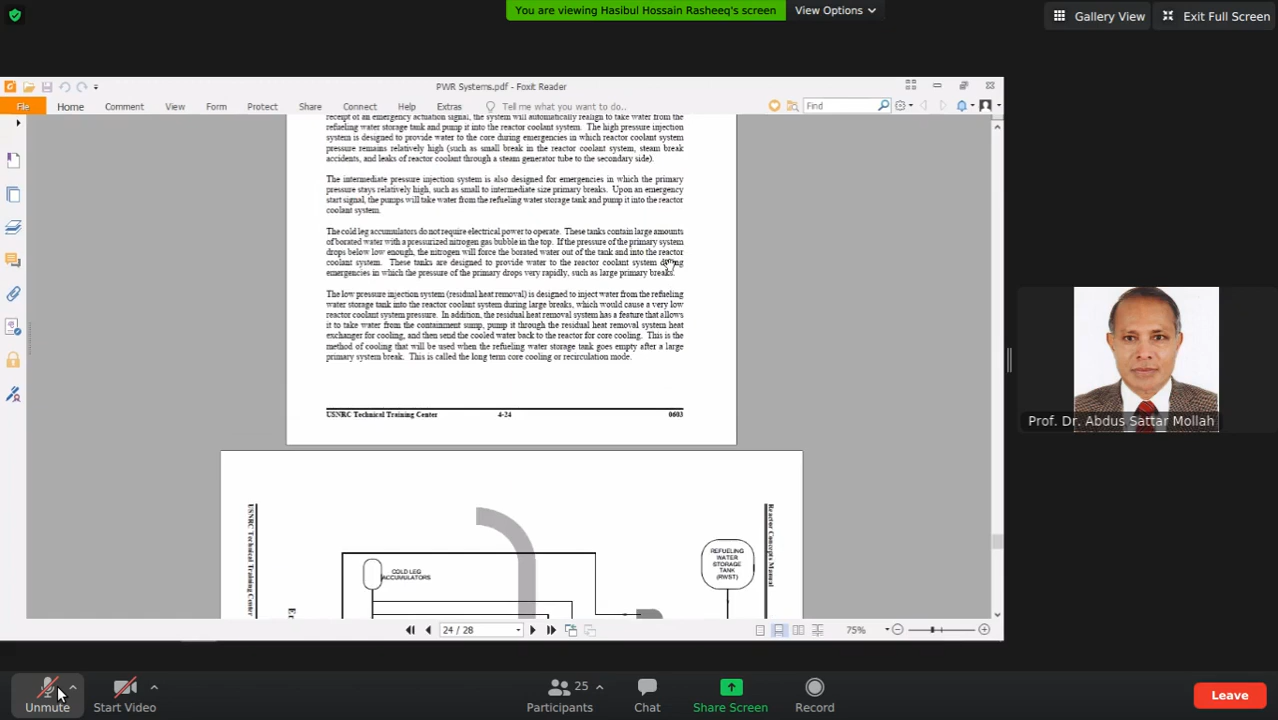 You are viewing Hasibul Hossain Rasheeq's screen
View Options
Gallery View
Exit Full Screen
PWR Systems.pdf - Foxit Reader
File
Home
Comment
View
Form
Protect
Share
Connect
Help
Extras
Tell me what you want to do..
Find
receipt of an emergency actuation signal, the system will automatically realign to take water from the
refueling water storage tank and pump it into the reactor coolant system. The high pressure injection
system is designed to provide water to the core during emergencies in which reactor coolant system
pressure remains relatively high (such as small break in the reactor coolant system, steam break
accidents, and leaks of reactor coolant through a steam generator tube to the secondary side).
The intermediate pressure injection system is also designed for emergencies in which the primary
pressure stays relatively high, such as small to intermediate size primary breaks. Upon an emergency
start signal, the pumps will take water from the refueling water storage tank and pump it into the reactor
coolant system.
The cold leg accumulators do not require electrical power to operate. These tanks contain large amounts
of borated water with a pressurized nitrogen gas bubble in the top. If the pressure of the primary system
drops below low enough, the nitrogen will force the borated water out of the tank and into the reactor
coolant system. These tanks are designed to provide water to the reactor coolant system during
emergencies in which the pressure of the primary drops very rapidly, such as large primary breaks.
The low pressure injection system (residual heat removal) is designed to inject water from the refueling
water storage tank into the reactor coolant system during large breaks, which would cause a very low
reactor coolant system pressure. In addition, the residual heat removal system has a feature that allows
it to take water from the containment sump, pump it through the residual heat removal system heat
exchanger for cooling, and then send the cooled water back to the reactor for core cooling. This is the
method of cooling that will be used when the refueling water storage tank goes empty after a large
primary system break. This is called the long term core cooling or recirculation mode.
USNRC Technical Training Center
4-24
0603
USNRC Technical Training Center
COLD LEG
ACCUMULATORS
REFUELING
WATER
STORAGE
TANK
(RWST)
Reactor Concepts Manual
24 / 28
75%
Prof. Dr. Abdus Sattar Mollah
Unmute
Start Video
25
Participants
Chat
Share Screen
Record
Leave